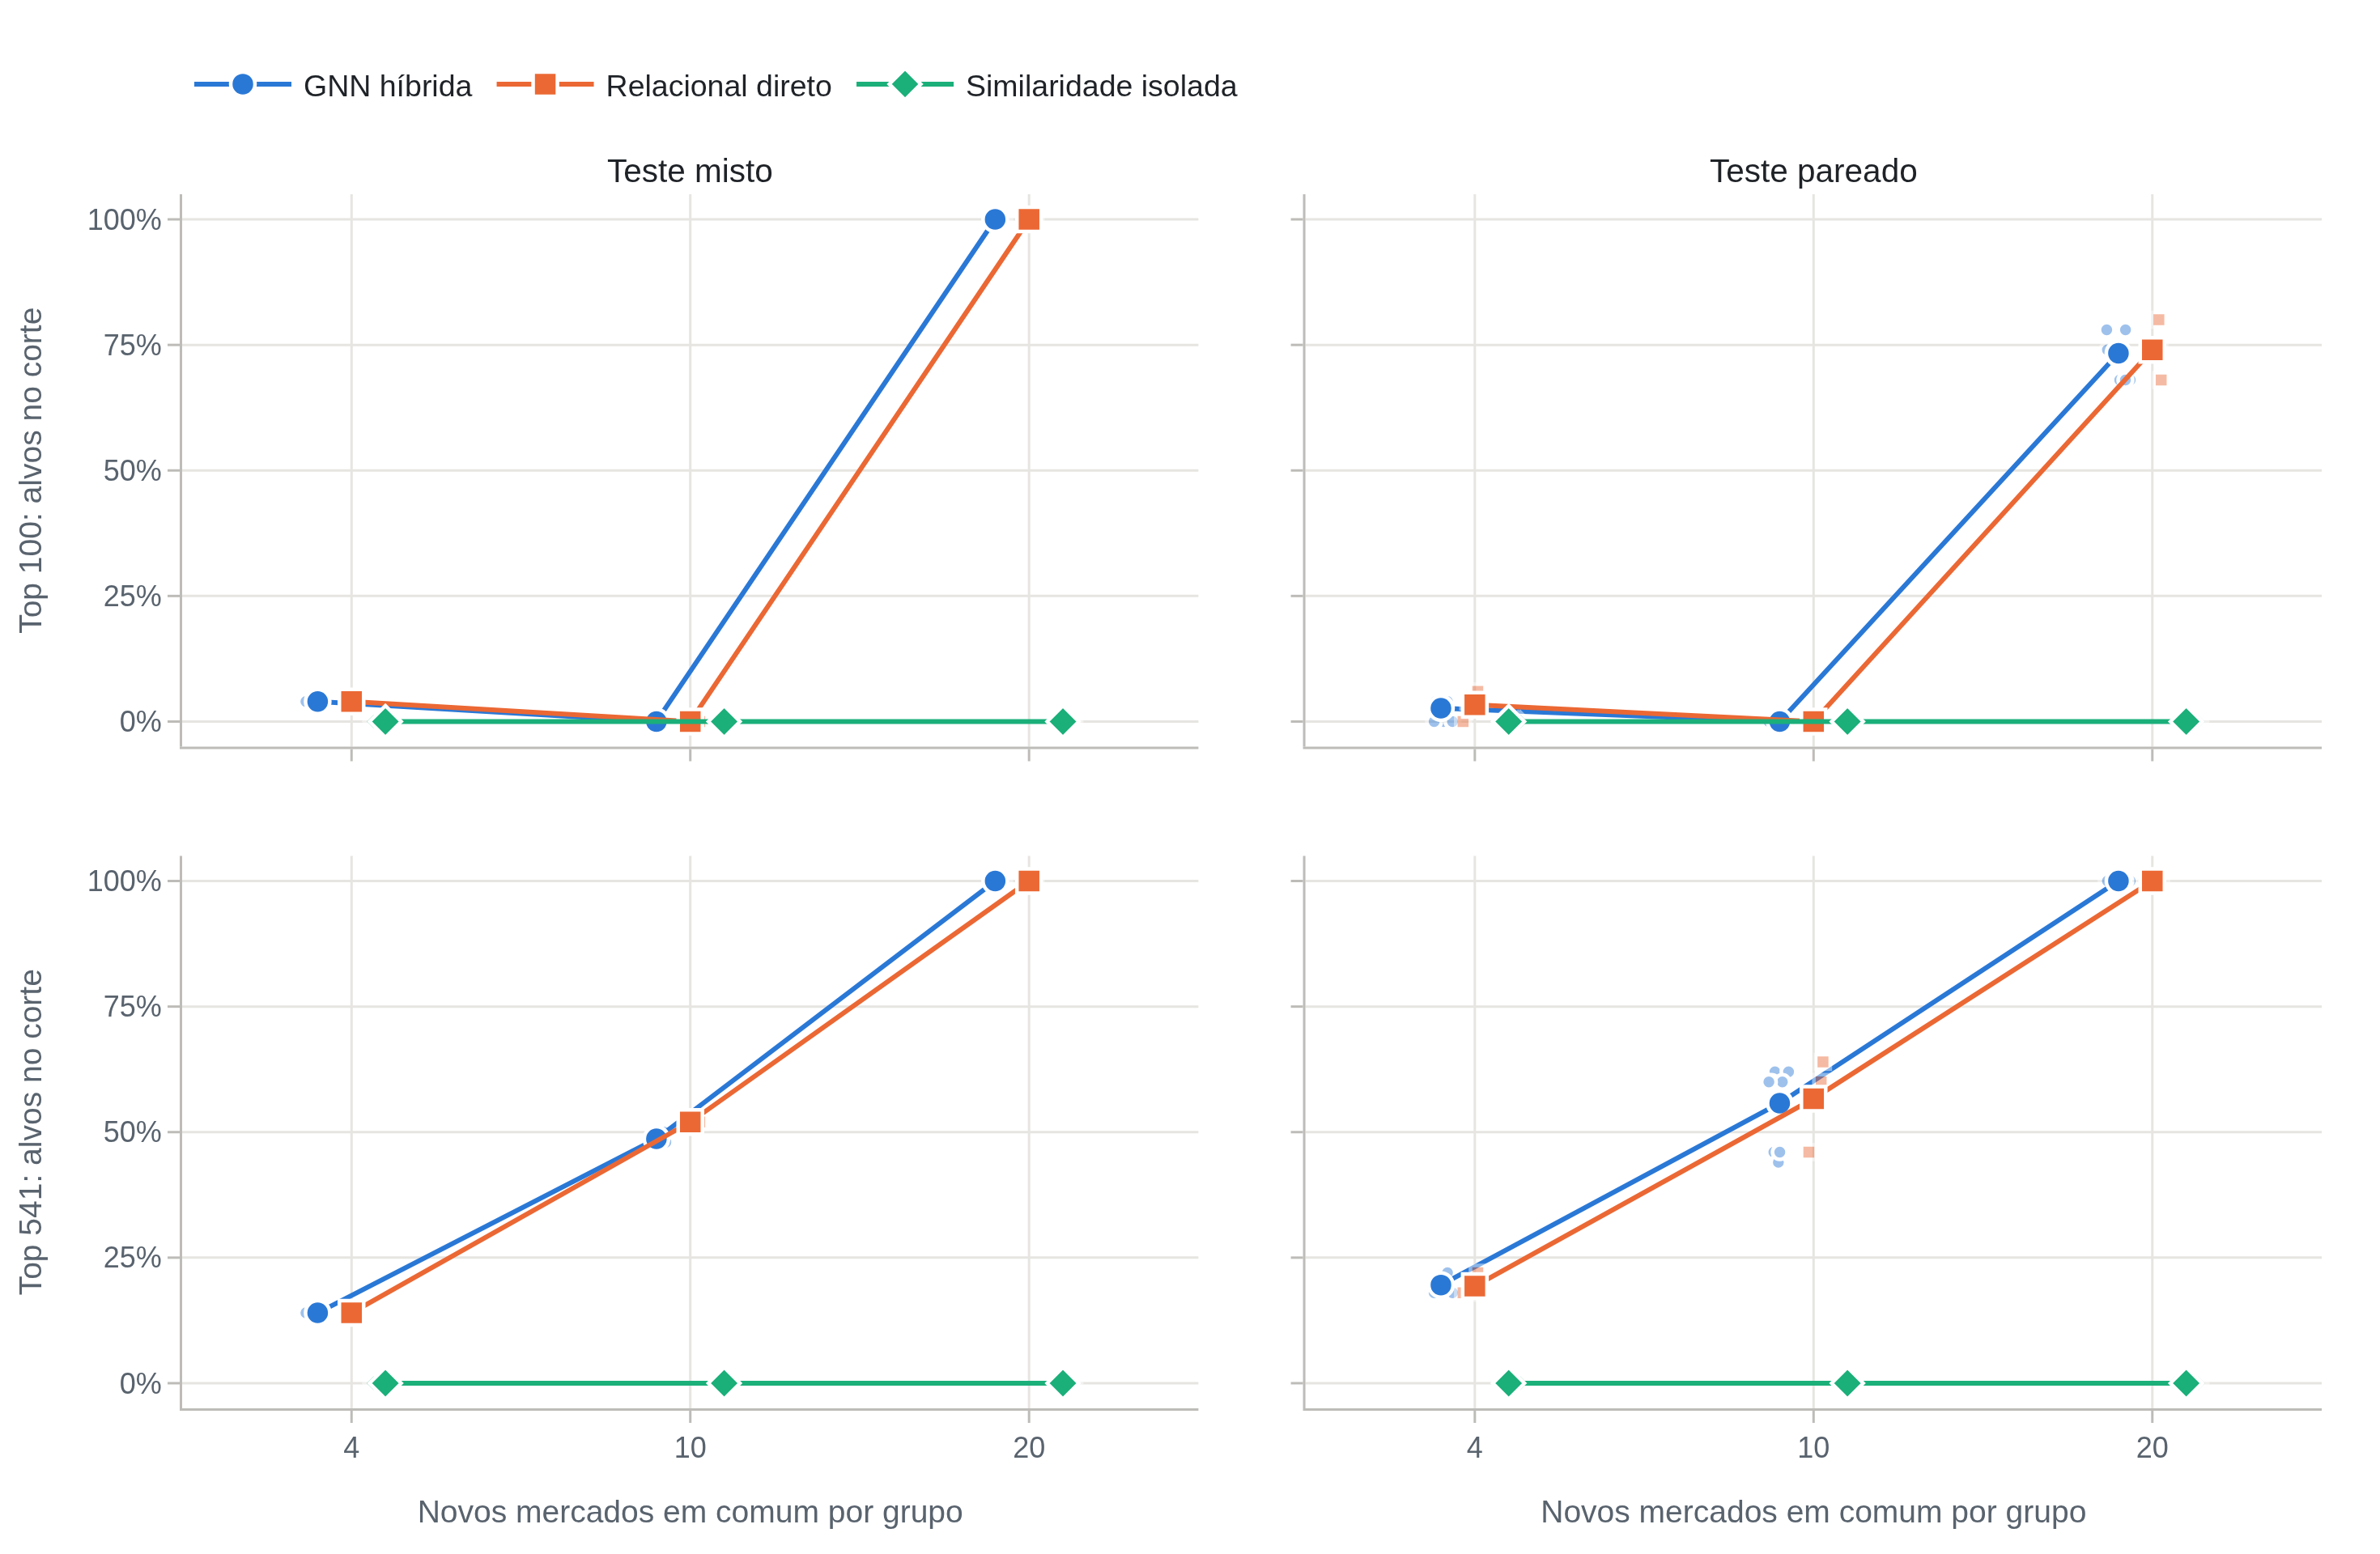 GNN híbrida Relacional direto Similaridade isolada
Teste misto
Teste pareado
Top 100: alvos no corte
100%
75%
50%
25%
0%
Top 541: alvos no corte
100%
75%
50%
25%
0%
4 10 20
4 10 20
Novos mercados em comum por grupo
Novos mercados em comum por grupo